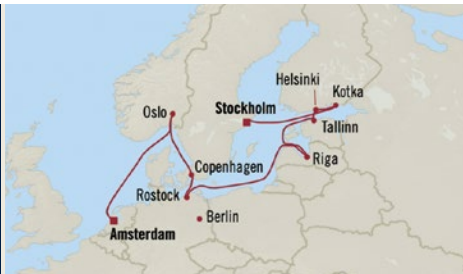 Helsinki
Kotka
Oslo
Stockholm
Tallinn
Copenhagen
Riga
Rostock
Berlin
Amsterdam